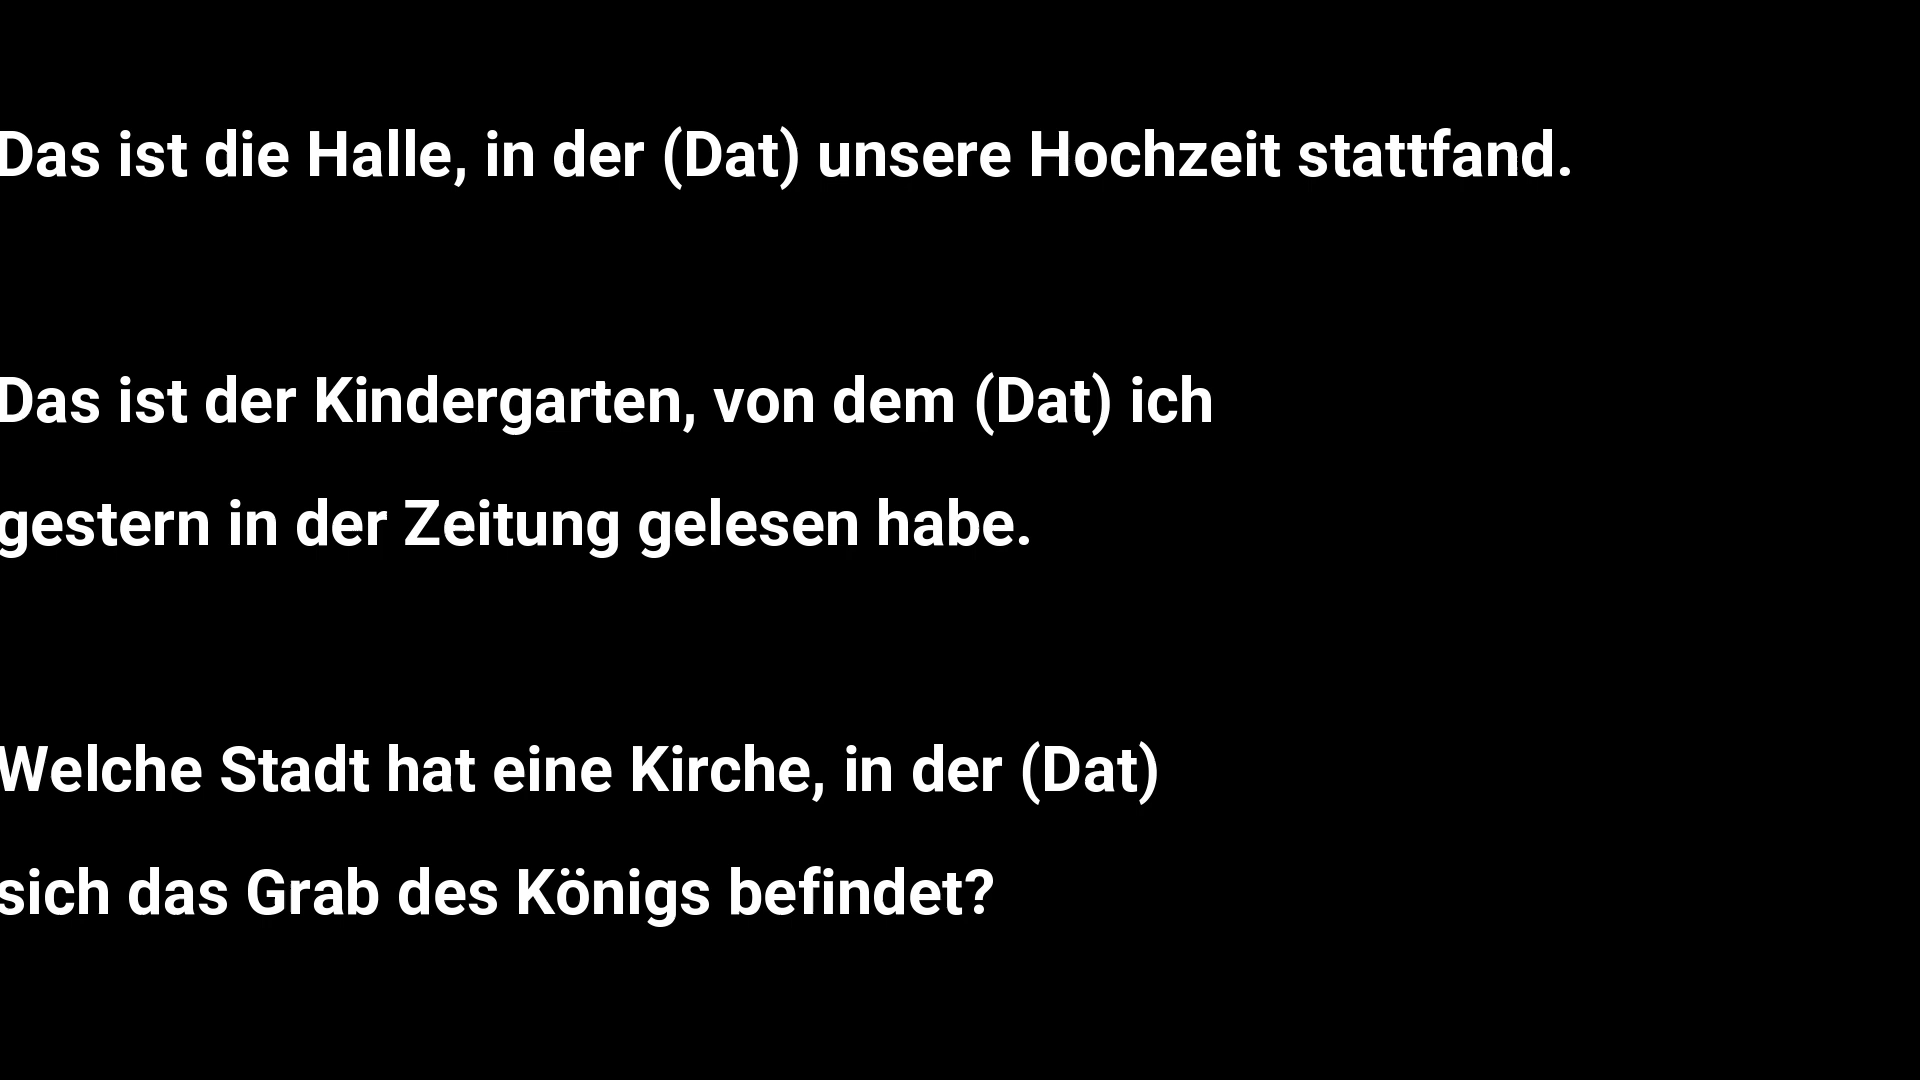 Das ist die Halle, in der (Dat) unsere Hochzeit stattfand.
Das ist der Kindergarten, von dem (Dat) ich
gestern in der Zeitung gelesen habe.
Welche Stadt hat eine Kirche, in der (Dat)
sich das Grab des Königs befindet?